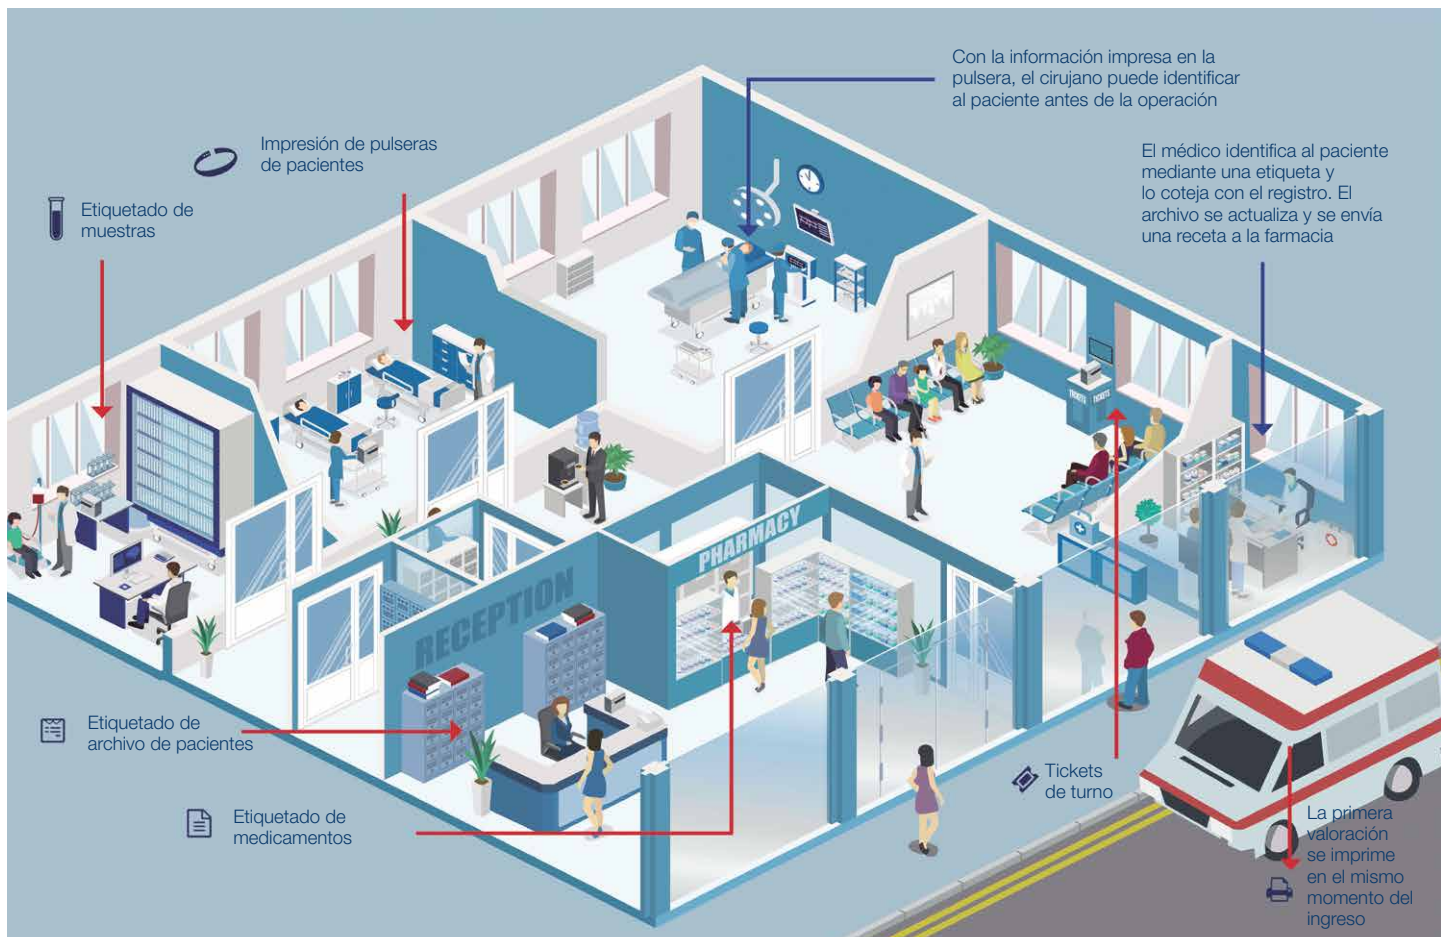 Con la información impresa en la
pulsera, el cirujano puede identificar
al paciente antes de la operación
Impresión de pulseras
de pacientes
El médico identifica al paciente
mediante una etiqueta y
lo coteja con el registro. El
archivo se actualiza y se envía
una receta a la farmacia
Etiquetado de
muestras
TICKETS TICKETS
PHARMACY
RECEPTION
Etiquetado de
archivo de pacientes
Tickets
de turno
Etiquetado de
medicamentos
La primera
valoración
se imprime
en el mismo
momento del
ingreso